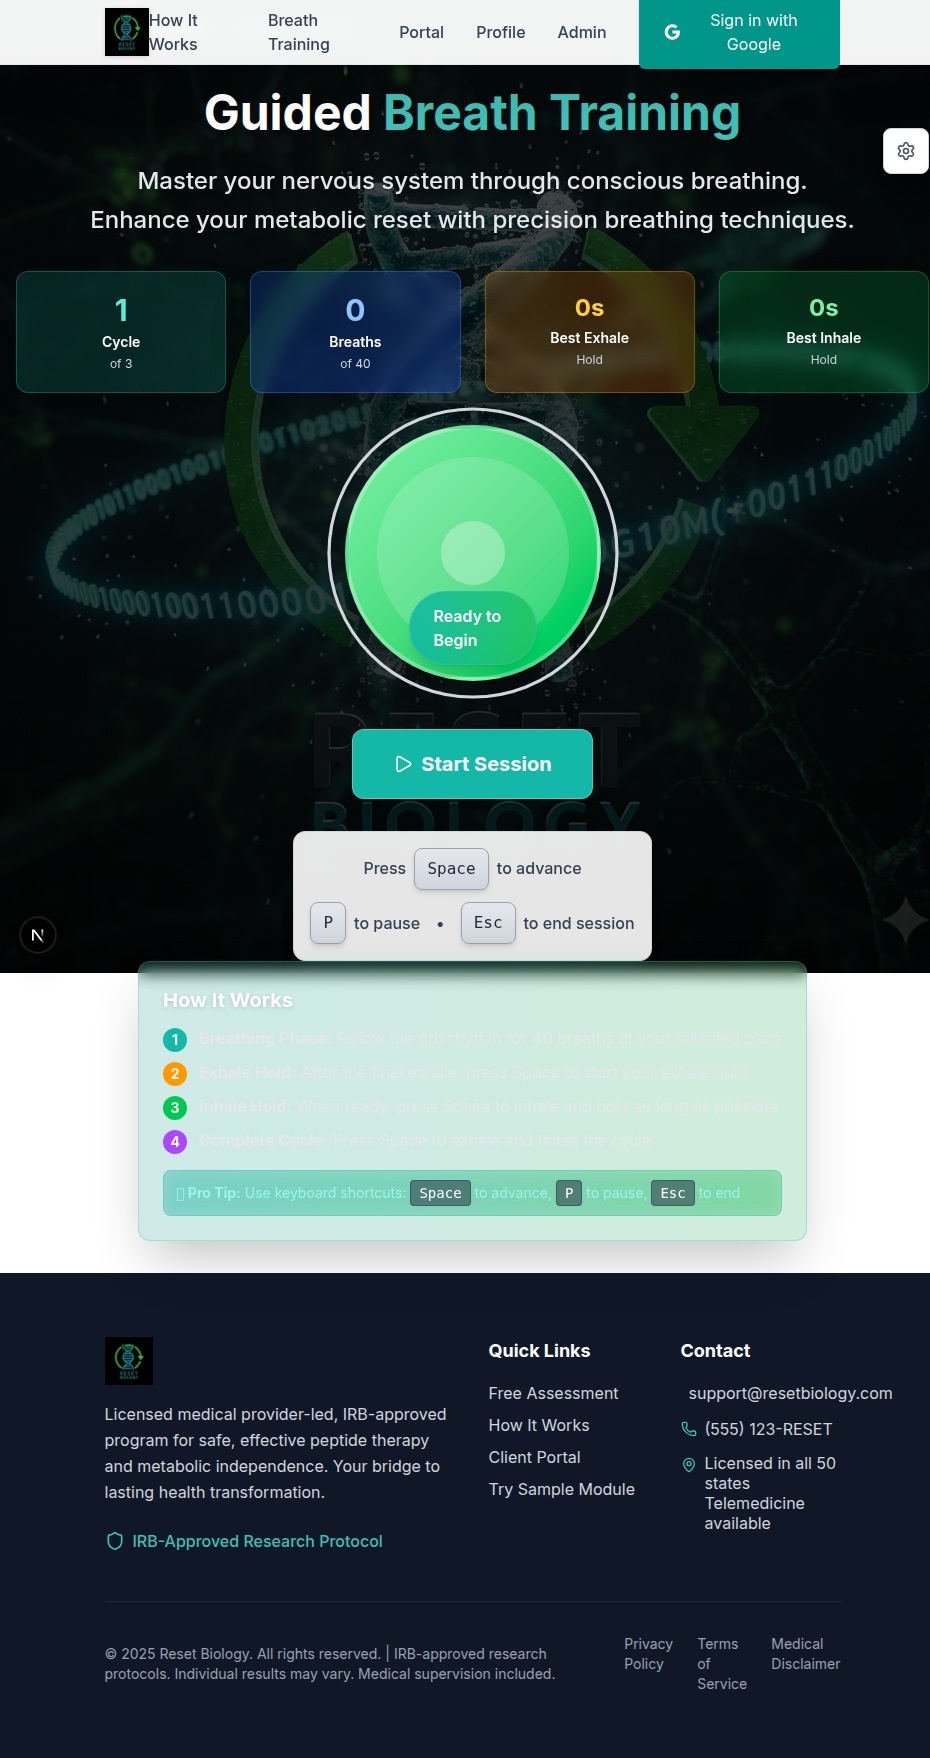 How It Works
Breath Training
Portal
Profile
Admin
G
Sign in with Google
RESET
BIOLOGY
Guided Breath Training
Master your nervous system through conscious breathing.
Enhance your metabolic reset with precision breathing techniques.
1
Cycle
of 3
0
Breaths
of 40
0s
Best Exhale
Hold
0s
Best Inhale
Hold
Ready to
Begin
RESET
Start Session
BIOLOGY
Press Space to advance
P to pause • Esc to end session
N
How It Works
1 Breathing Phase: Follow the orb rhythm for 40 breaths at your selected pace
2 Exhale Hold: After the final exhale, press Space to start your exhale hold
3 Inhale Hold: When ready, press Space to inhale and hold as long as possible
4 Complete Cycle: Press Space to exhale and finish the cycle
Pro Tip: Use keyboard shortcuts: Space to advance, P to pause, Esc to end
RESET
BIOLOGY
Licensed medical provider-led, IRB-approved
program for safe, effective peptide therapy
and metabolic independence. Your bridge to
lasting health transformation.
IRB-Approved Research Protocol
Quick Links
Free Assessment
How It Works
Client Portal
Try Sample Module
Contact
support@resetbiology.com
(555) 123-RESET
Licensed in all 50
states
Telemedicine
available
© 2025 Reset Biology. All rights reserved. | IRB-approved research
protocols. Individual results may vary. Medical supervision included.
Privacy
Policy
Terms
of
Service
Medical
Disclaimer